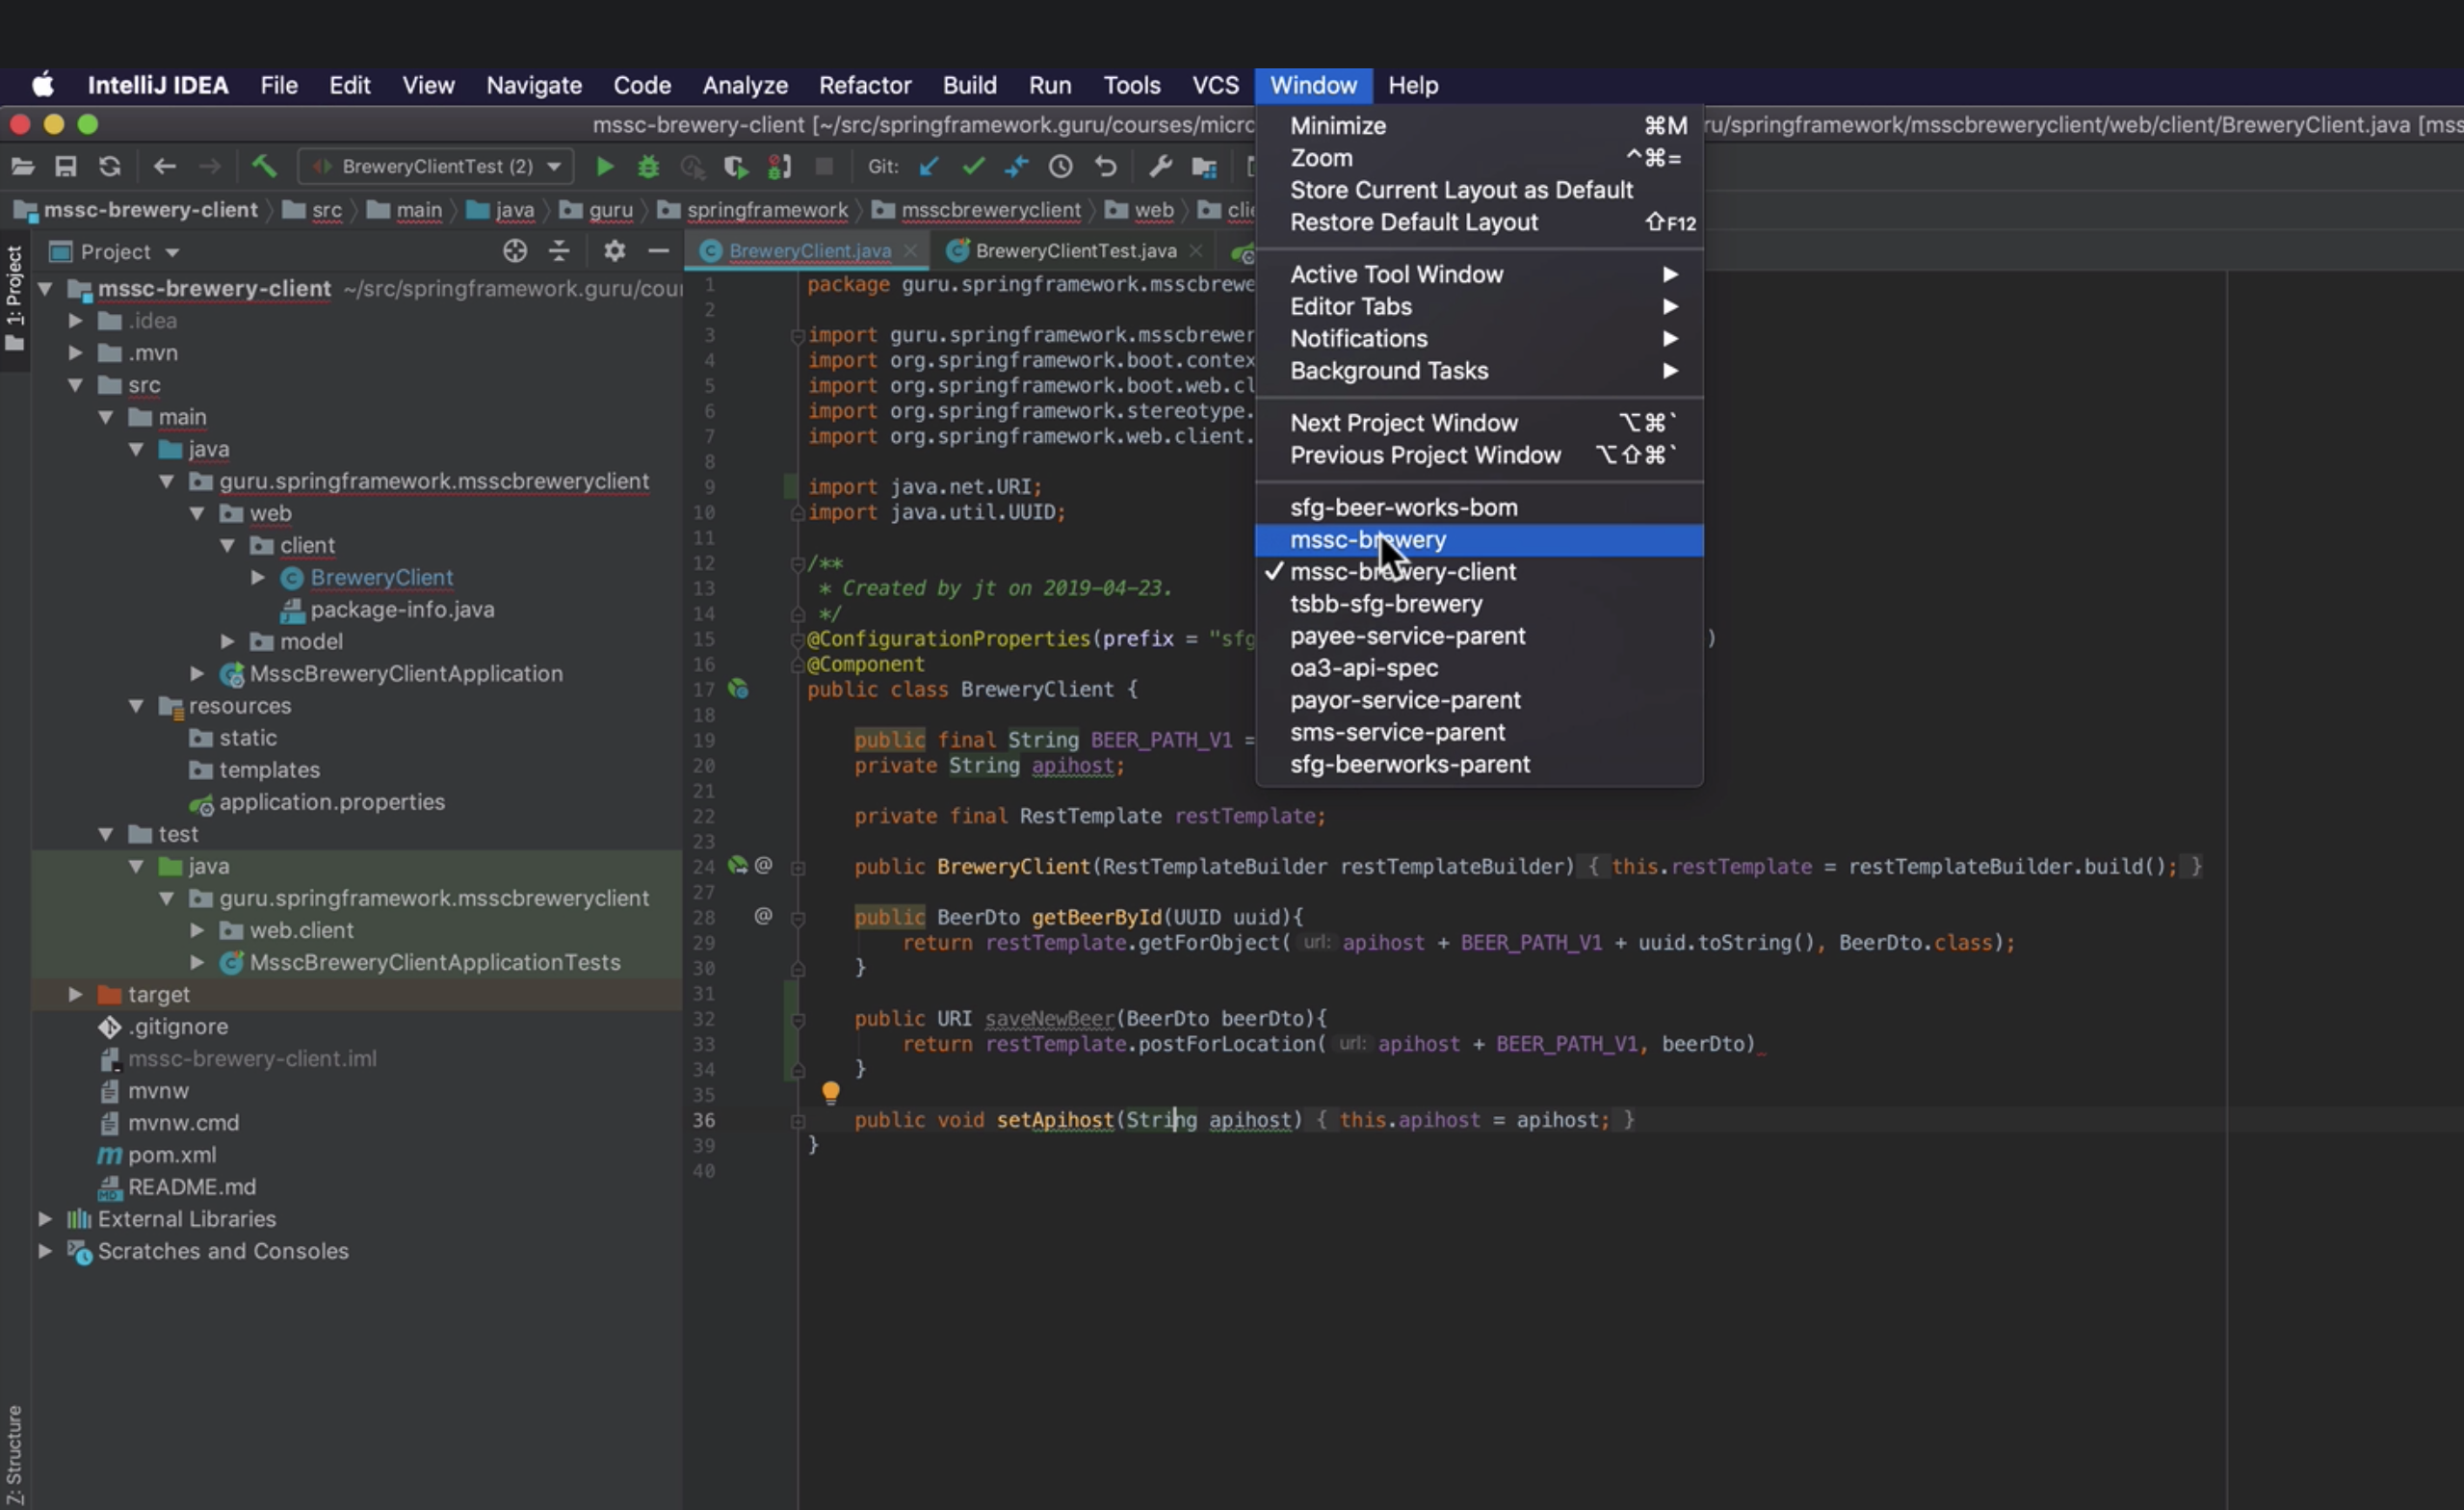 IntelliJ IDEA File Edit View Navigate Code Analyze Refactor Build Run Tools VCS Window Help
mssc-brewery-client [~/src/springframework.guru/courses/micr
ru/springframework/msscbreweryclient/web/client/BreweryClient.java [mss
BreweryClientTest (2) Git:
mssc-brewery-client src main java guru springframework msscbreweryclient web clie
Minimize ⌘M
Zoom ^⌘=
Store Current Layout as Default
Restore Default Layout ⇧F12
Active Tool Window
Editor Tabs
Notifications
Background Tasks
Next Project Window ⌥⌘`
Previous Project Window ⌥⇧⌘`
sfg-beer-works-bom
mssc-brewery
✓ mssc-brewery-client
tsbb-sfg-brewery
payee-service-parent
oa3-api-spec
payor-service-parent
sms-service-parent
sfg-beerworks-parent
1: Project
Z: Structure
Project
mssc-brewery-client ~/src/springframework.guru/cour
.idea
.mvn
src
main
java
guru.springframework.msscbreweryclient
web
client
BreweryClient
package-info.java
model
MsscBreweryClientApplication
resources
static
templates
application.properties
test
java
guru.springframework.msscbreweryclient
web.client
MsscBreweryClientApplicationTests
target
.gitignore
mssc-brewery-client.iml
mvnw
mvnw.cmd
pom.xml
README.md
External Libraries
Scratches and Consoles
BreweryClient.java BreweryClientTest.java
1 package guru.springframework.msscbrewe
2
3 import guru.springframework.msscbrewer
4 import org.springframework.boot.contex
5 import org.springframework.boot.web.cl
6 import org.springframework.stereotype.
7 import org.springframework.web.client.
8
9 import java.net.URI;
10 import java.util.UUID;
11
12 /**
13 * Created by jt on 2019-04-23.
14 */
15 @ConfigurationProperties(prefix = "sfg )
16 @Component
17 public class BreweryClient {
18
19 public final String BEER_PATH_V1 =
20 private String apihost;
21
22 private final RestTemplate restTemplate;
23
24 @ public BreweryClient(RestTemplateBuilder restTemplateBuilder) { this.restTemplate = restTemplateBuilder.build(); }
27
28 @ public BeerDto getBeerById(UUID uuid){
29 return restTemplate.getForObject( url: apihost + BEER_PATH_V1 + uuid.toString(), BeerDto.class);
30 }
31
32 public URI saveNewBeer(BeerDto beerDto){
33 return restTemplate.postForLocation( url: apihost + BEER_PATH_V1, beerDto)
34 }
35
36 public void setApihost(String apihost) { this.apihost = apihost; }
39 }
40